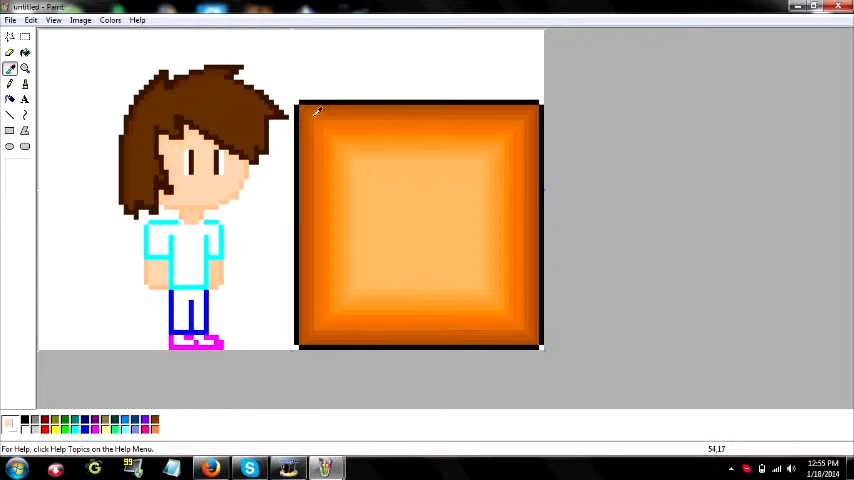 untitled - Paint
File Edit View Image Colors Help
For Help, click Help Topics on the Help Menu.
54,17
12:55 PM
1/18/2014